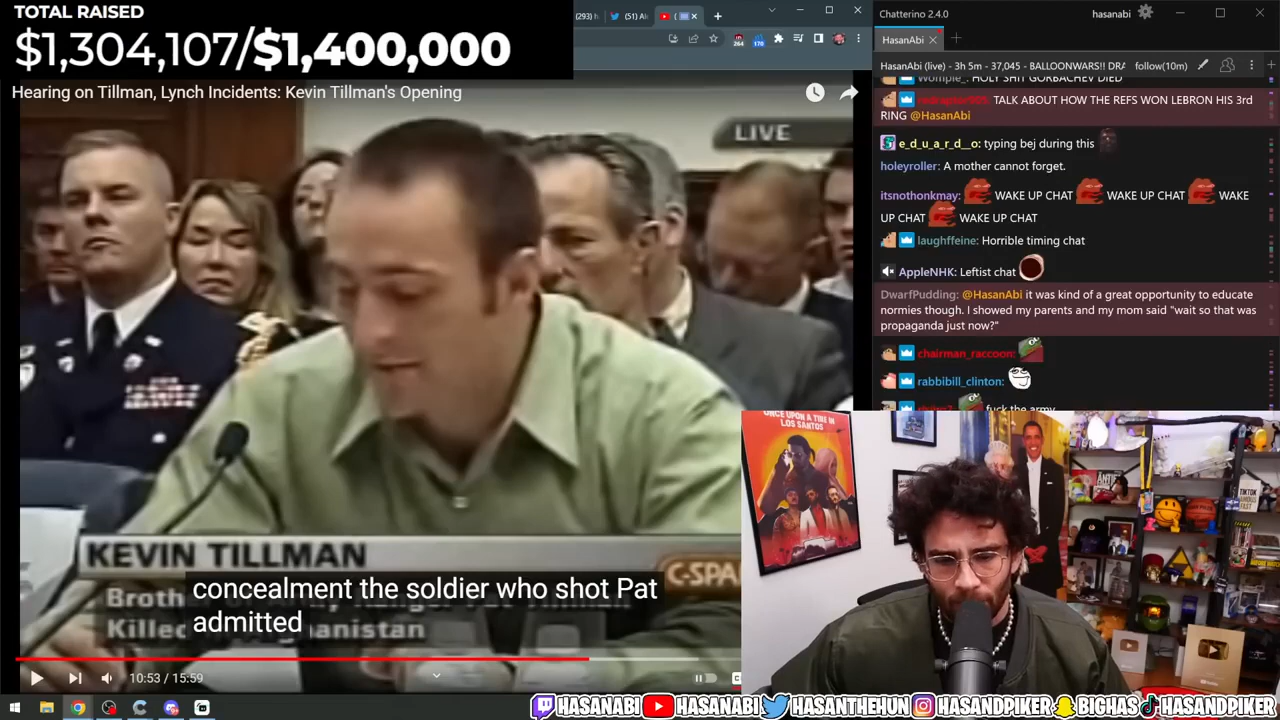 TOTAL RAISED
$1,304,107/$1,400,000
(293) h
(51) Al
264
170
Hearing on Tillman, Lynch Incidents: Kevin Tillman's Opening
LIVE
KEVIN TILLMAN
C-SPA
concealment the soldier who shot Pat
admitted
10:53 / 15:59
Chatterino 2.4.0
hasanabi
HasanAbi
HasanAbi (live) - 3h 5m - 37,045 - BALLOONWARS!! DRA
follow(10m)
Womple_: HOLY SHIT GORBACHEV DIED
TALK ABOUT HOW THE REFS WON LEBRON HIS 3rd
RING @HasanAbi
e_d_u_a_r_d__o: typing bej during this
holeyroller: A mother cannot forget.
itsnothonkmay: WAKE UP CHAT WAKE UP CHAT WAKE
UP CHAT WAKE UP CHAT
laughffeine: Horrible timing chat
AppleNHK: Leftist chat
DwarfPudding: @HasanAbi it was kind of a great opportunity to educate
normies though. I showed my parents and my mom said "wait so that was
propaganda just now?"
chairman_raccoon:
rabbibill_clinton:
fuck the army
ONCE UPON A TIME IN
LOS SANTOS
HASANABI
HASANABI
HASANTHEHUN
HASANDPIKER
BIGHAS
HASANDPIKER